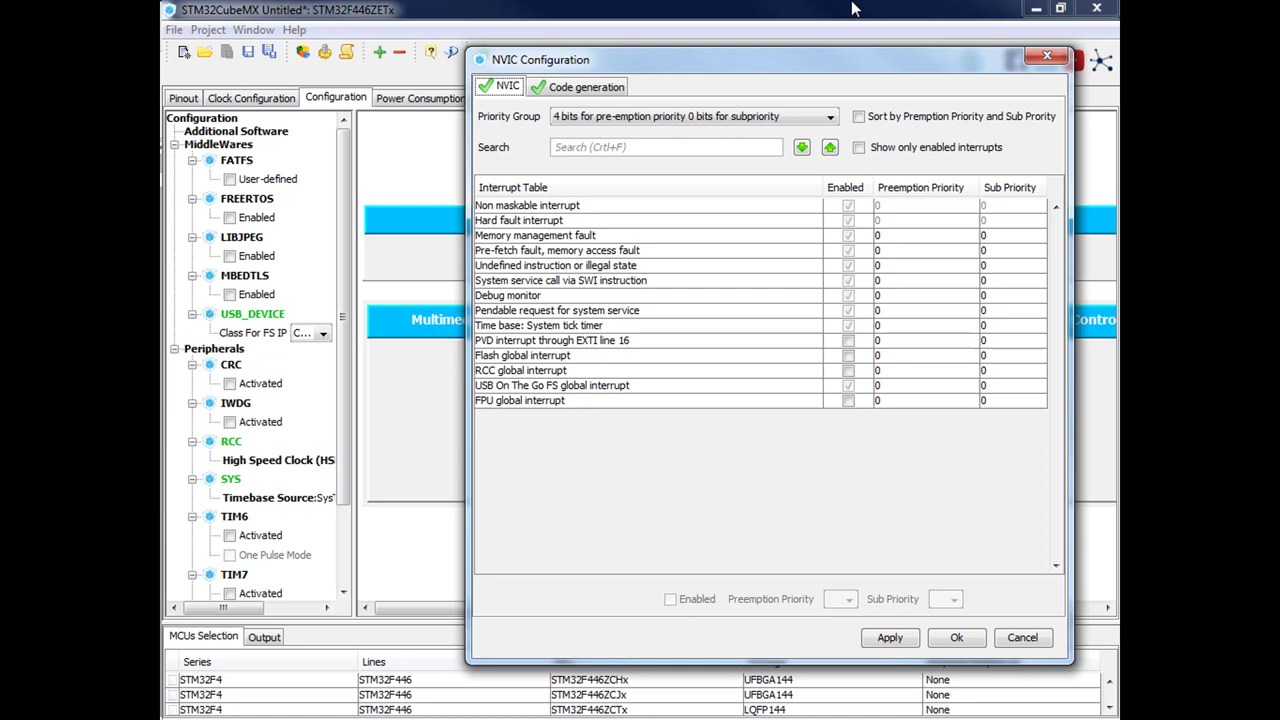 STM32CubeMX Untitled*: STM32F446ZETx
File Project Window Help
NVIC Configuration
NVIC
Code generation
Pinout
Clock Configuration
Configuration
Power Consumption
Priority Group
4 bits for pre-emption priority 0 bits for subpriority
Sort by Premption Priority and Sub Prority
Search
Search (Crtl+F)
Show only enabled interrupts
Configuration
Additional Software
MiddleWares
FATFS
User-defined
FREERTOS
Enabled
LIBJPEG
Enabled
MBEDTLS
Enabled
USB_DEVICE
Class For FS IP C...
Peripherals
CRC
Activated
IWDG
Activated
RCC
High Speed Clock (HS
SYS
Timebase Source:Sys
TIM6
Activated
One Pulse Mode
TIM7
Activated
Interrupt Table Enabled Preemption Priority Sub Priority
Non maskable interrupt 0 0
Hard fault interrupt 0 0
Memory management fault 0 0
Pre-fetch fault, memory access fault 0 0
Undefined instruction or illegal state 0 0
System service call via SWI instruction 0 0
Debug monitor 0 0
Pendable request for system service 0 0
Time base: System tick timer 0 0
PVD interrupt through EXTI line 16 0 0
Flash global interrupt 0 0
RCC global interrupt 0 0
USB On The Go FS global interrupt 0 0
FPU global interrupt 0 0
Multime
Contro
Enabled Preemption Priority Sub Priority
Apply Ok Cancel
MCUs Selection Output
Series Lines
STM32F4 STM32F446 STM32F446ZCHx UFBGA144 None
STM32F4 STM32F446 STM32F446ZCJx UFBGA144 None
STM32F4 STM32F446 STM32F446ZCTx LQFP144 None